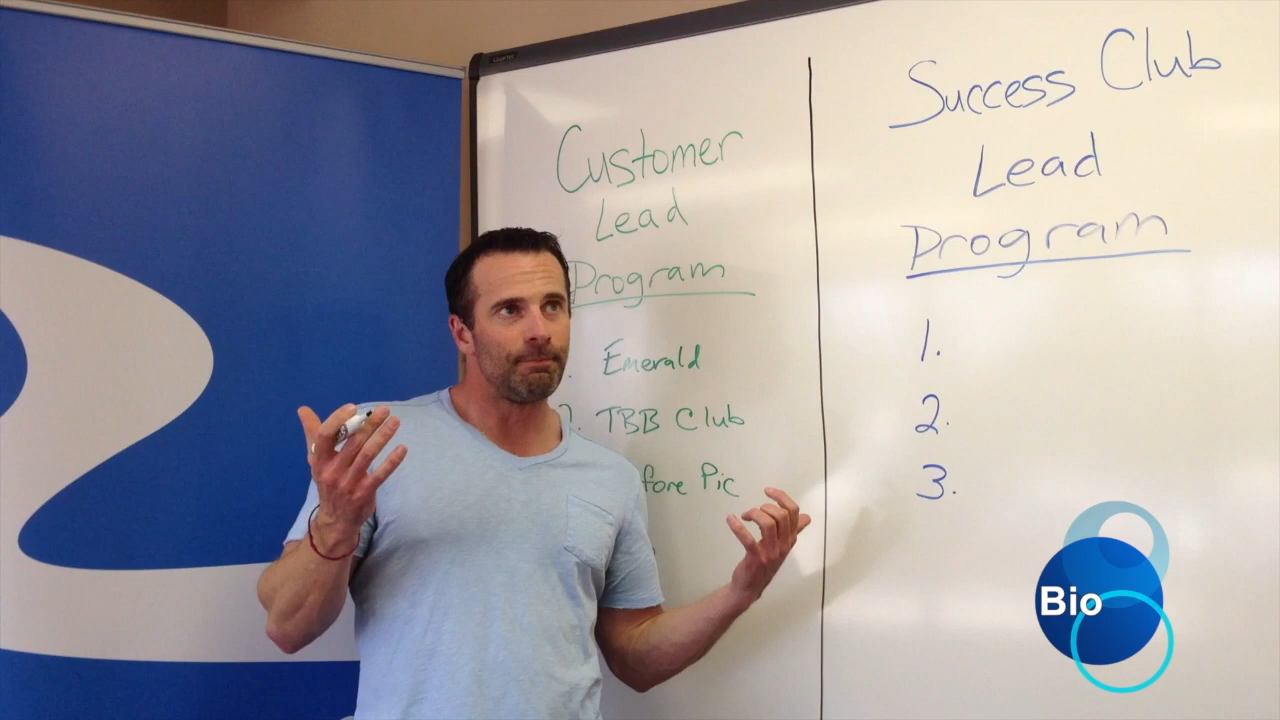 Customer
Lead
Program
Emerald
TBB Club
fore Pic
Success Club
Lead
Program
1.
2.
3.
Bio